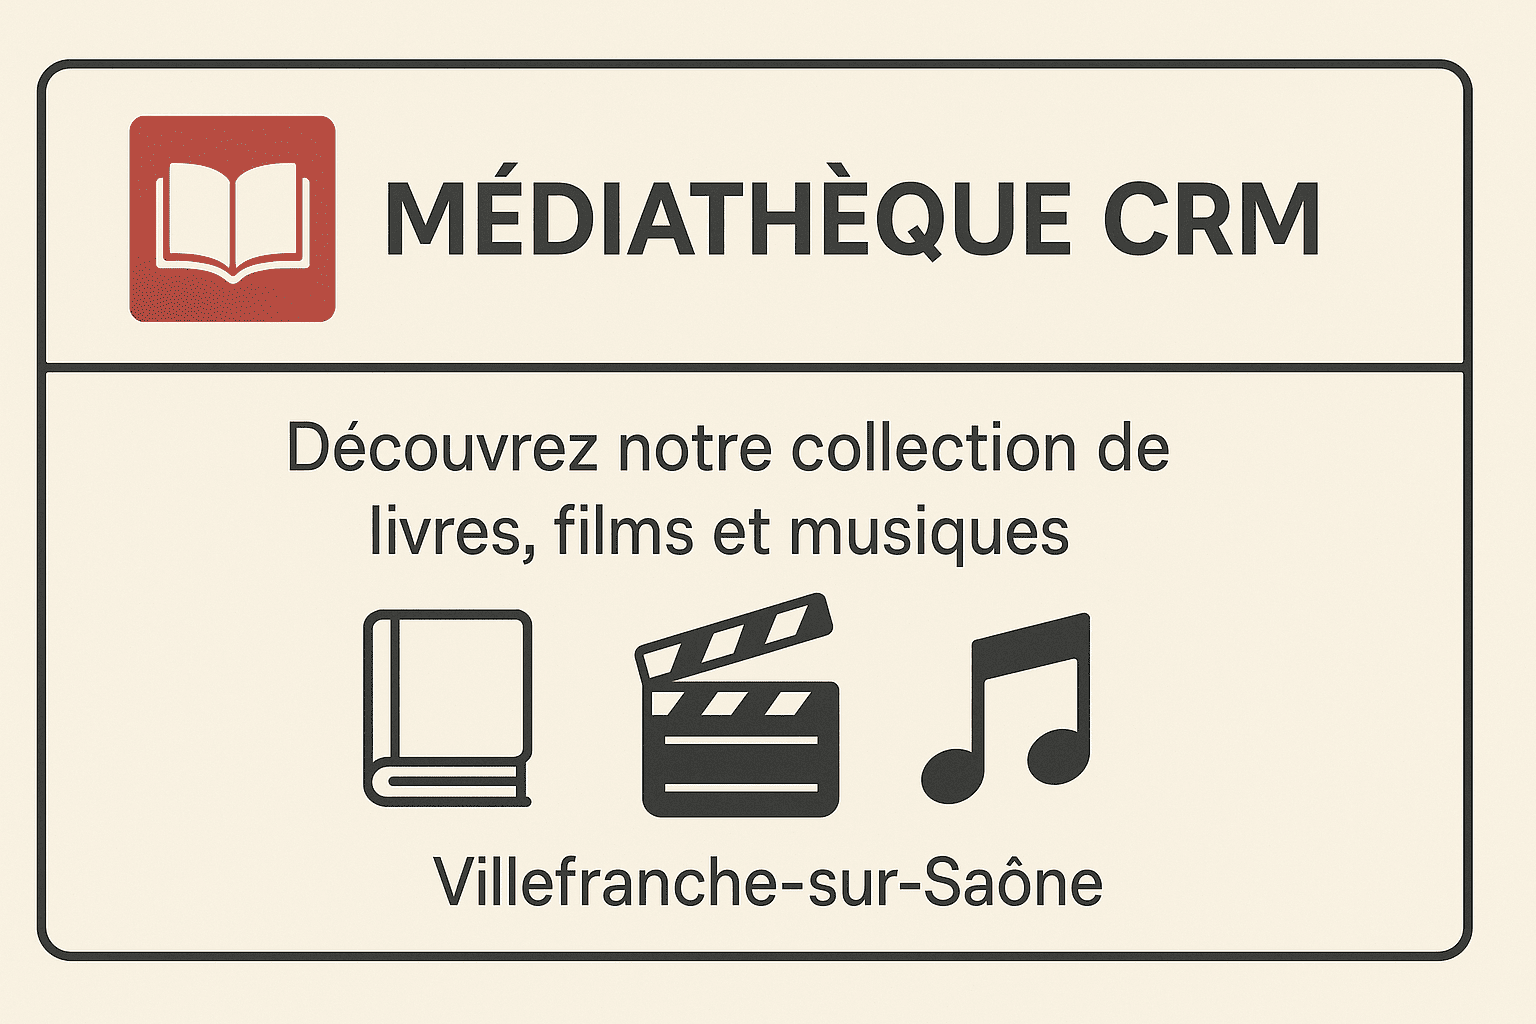 MÉDIATHÈQUE CRM
Découvrez notre collection de
livres, films et musiques
Villefranche-sur-Saône